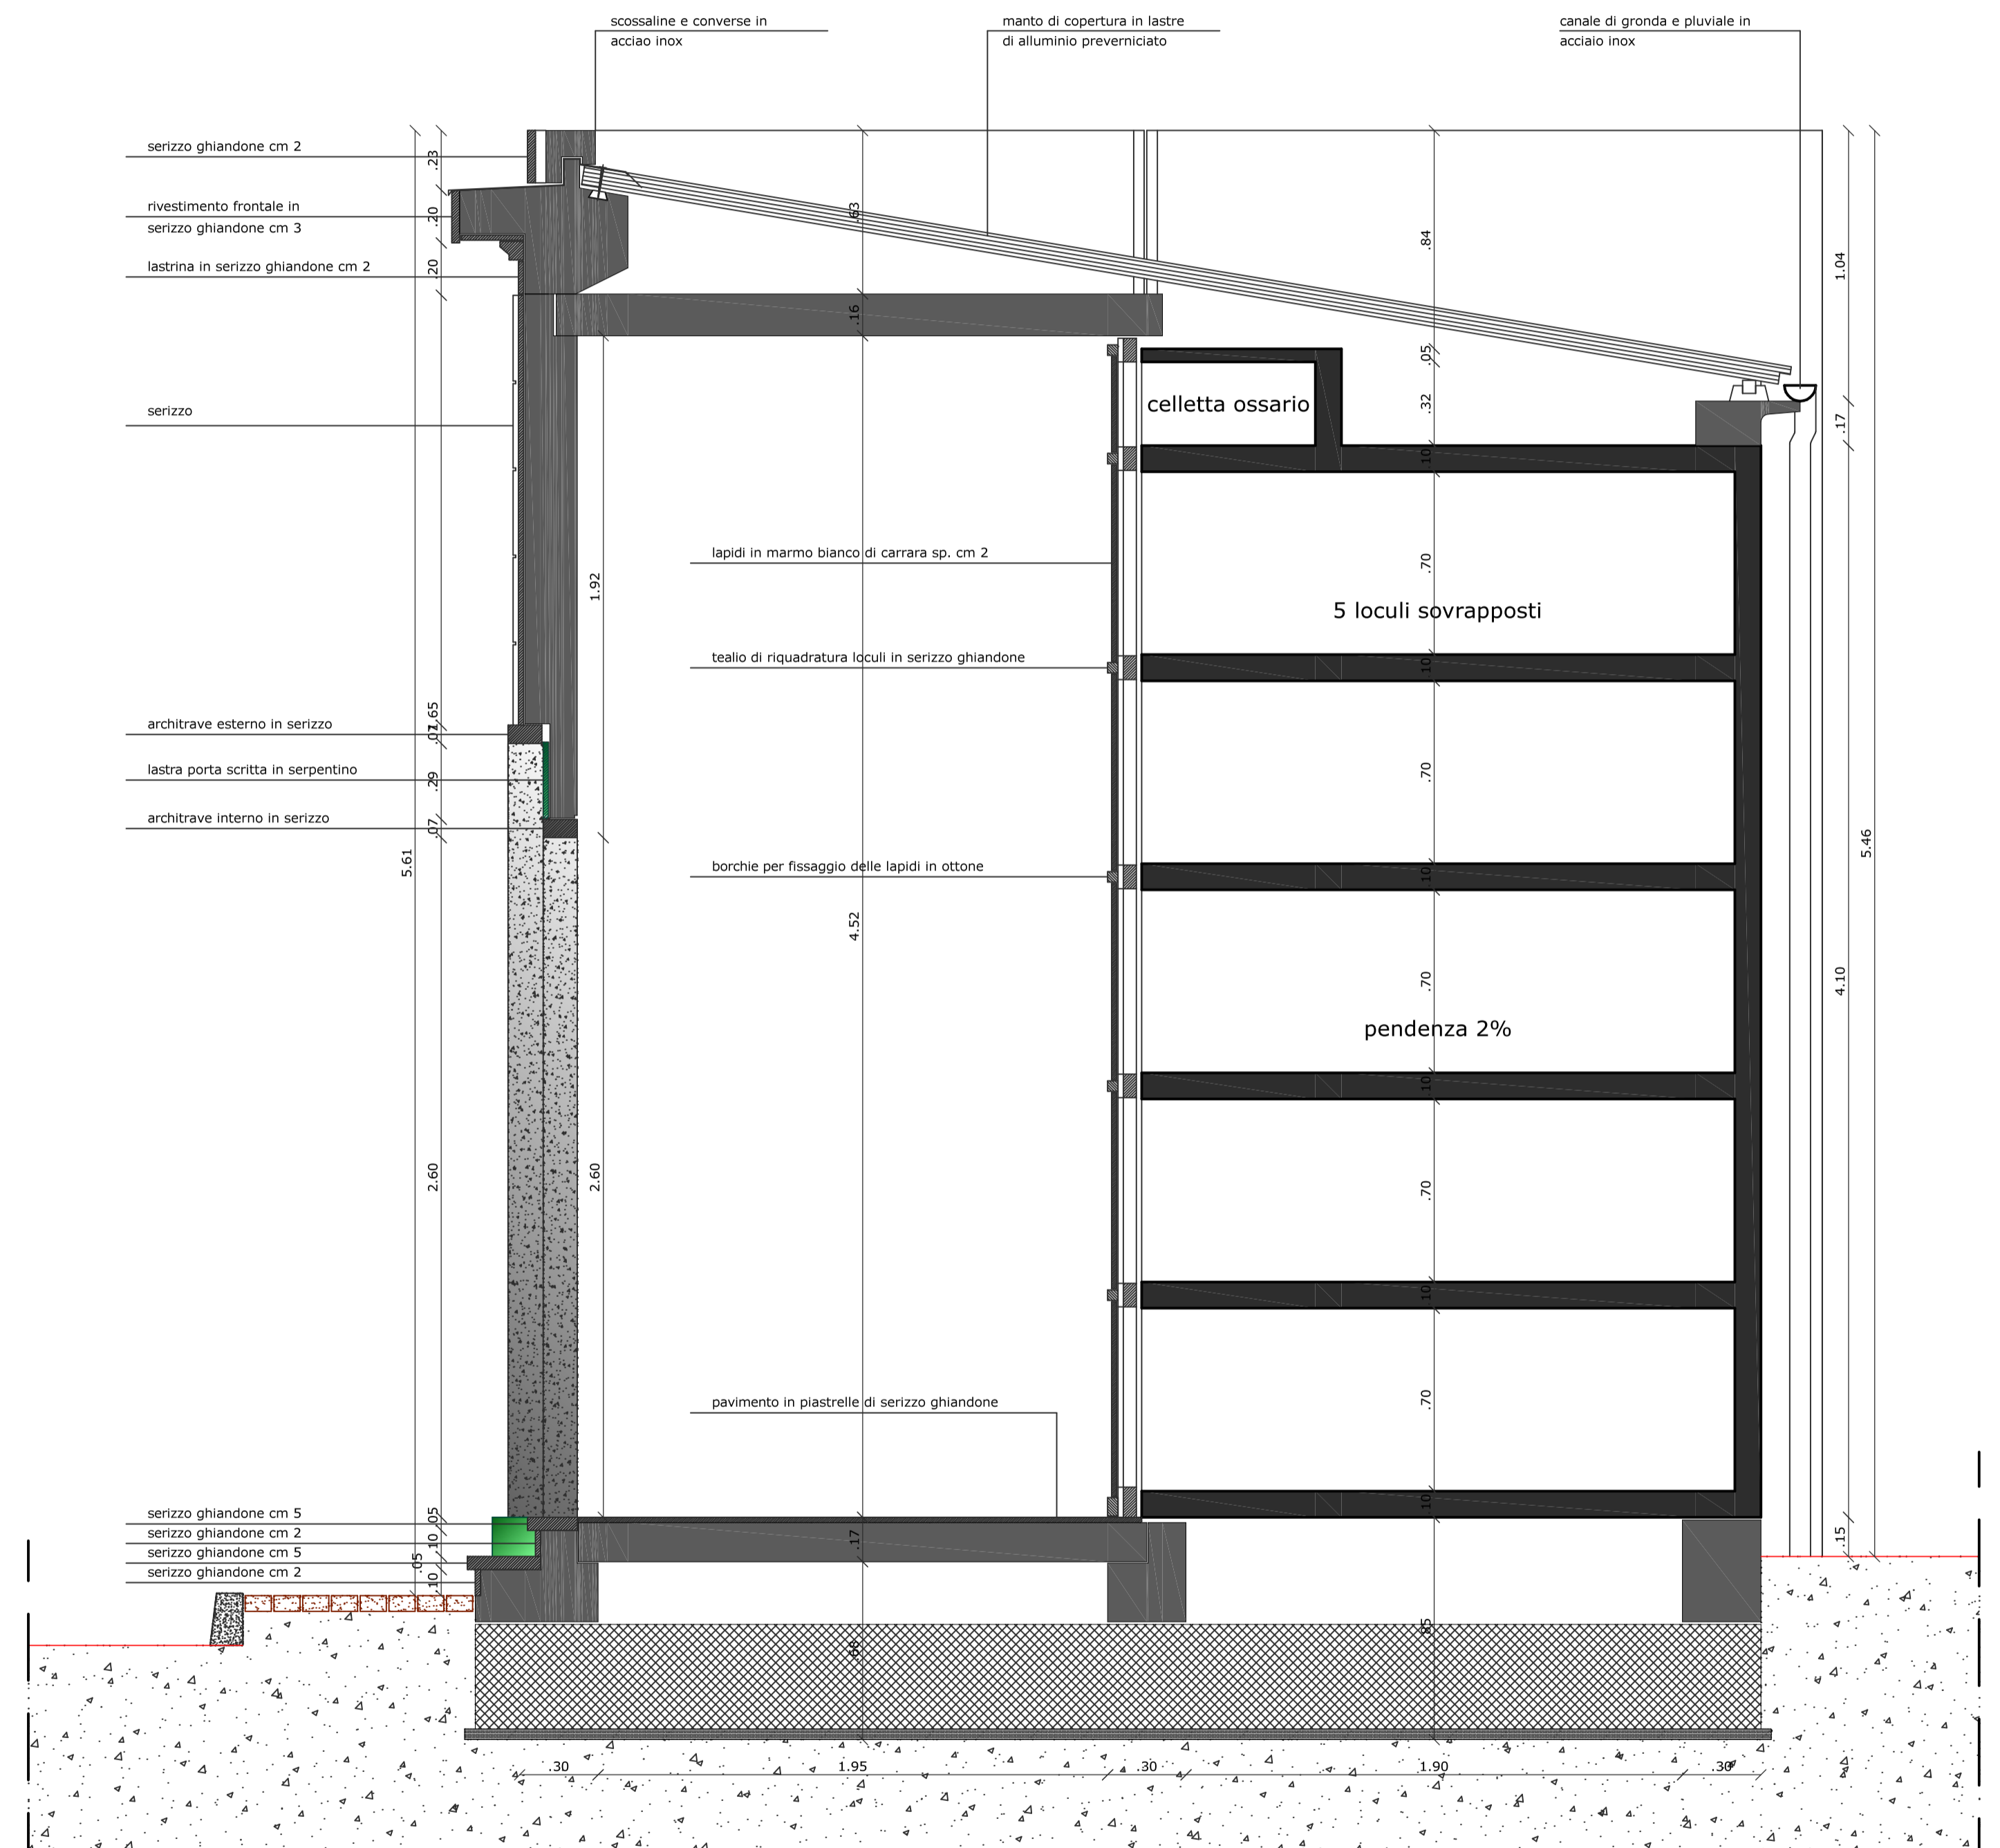 scossaline e converse in
acciao inox
manto di copertura in lastre
di alluminio preverniciato
canale di gronda e pluviale in
acciaio inox
serizzo ghiandone cm 2
rivestimento frontale in
serizzo ghiandone cm 3
lastrina in serizzo ghiandone cm 2
serizzo
architrave esterno in serizzo
lastra porta scritta in serpentino
architrave interno in serizzo
serizzo ghiandone cm 5
serizzo ghiandone cm 2
serizzo ghiandone cm 5
serizzo ghiandone cm 2
5.61
.23
.20
.20
1.65
.07
.29
.07
2.60
.05
.10
.05
.10
1.92
2.60
.63
.16
4.52
.17
.68
lapidi in marmo bianco di carrara sp. cm 2
tealio di riquadratura loculi in serizzo ghiandone
borchie per fissaggio delle lapidi in ottone
pavimento in piastrelle di serizzo ghiandone
celletta ossario
5 loculi sovrapposti
pendenza 2%
.84
.05
.32
10
.70
10
.70
10
.70
10
.70
10
.70
10
.85
1.04
.17
4.10
.15
5.46
.30
1.95
.30
1.90
.30